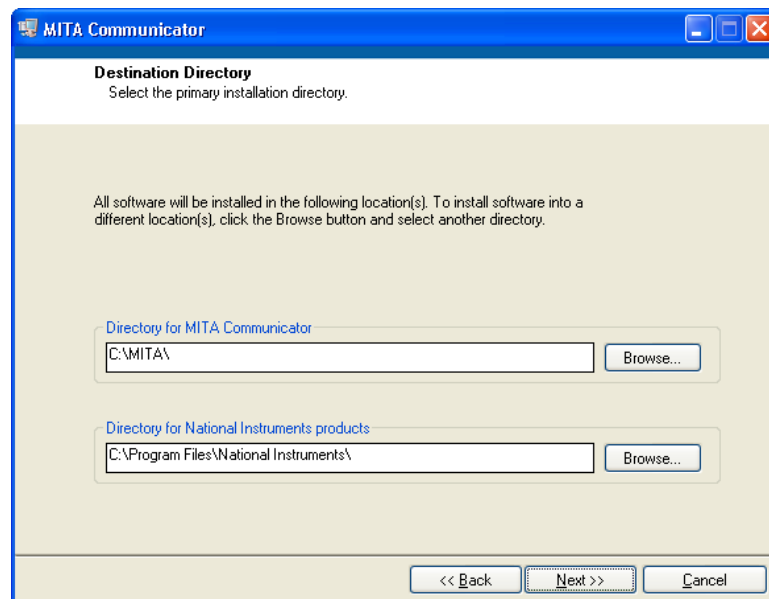 MITA Communicator
Destination Directory
Select the primary installation directory.
All software will be installed in the following location(s). To install software into a
different location(s), click the Browse button and select another directory.
Directory for MITA Communicator
C:\MITA\
Browse...
Directory for National Instruments products
C:\Program Files\National Instruments\
Browse...
<< Back
Next >>
Cancel